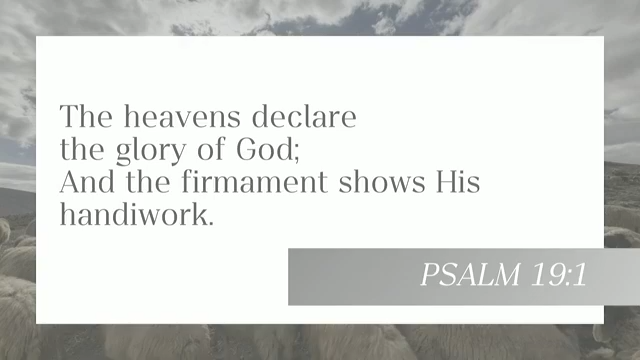 The heavens declare
the glory of God;
And the firmament shows His
handiwork.
PSALM 19:1